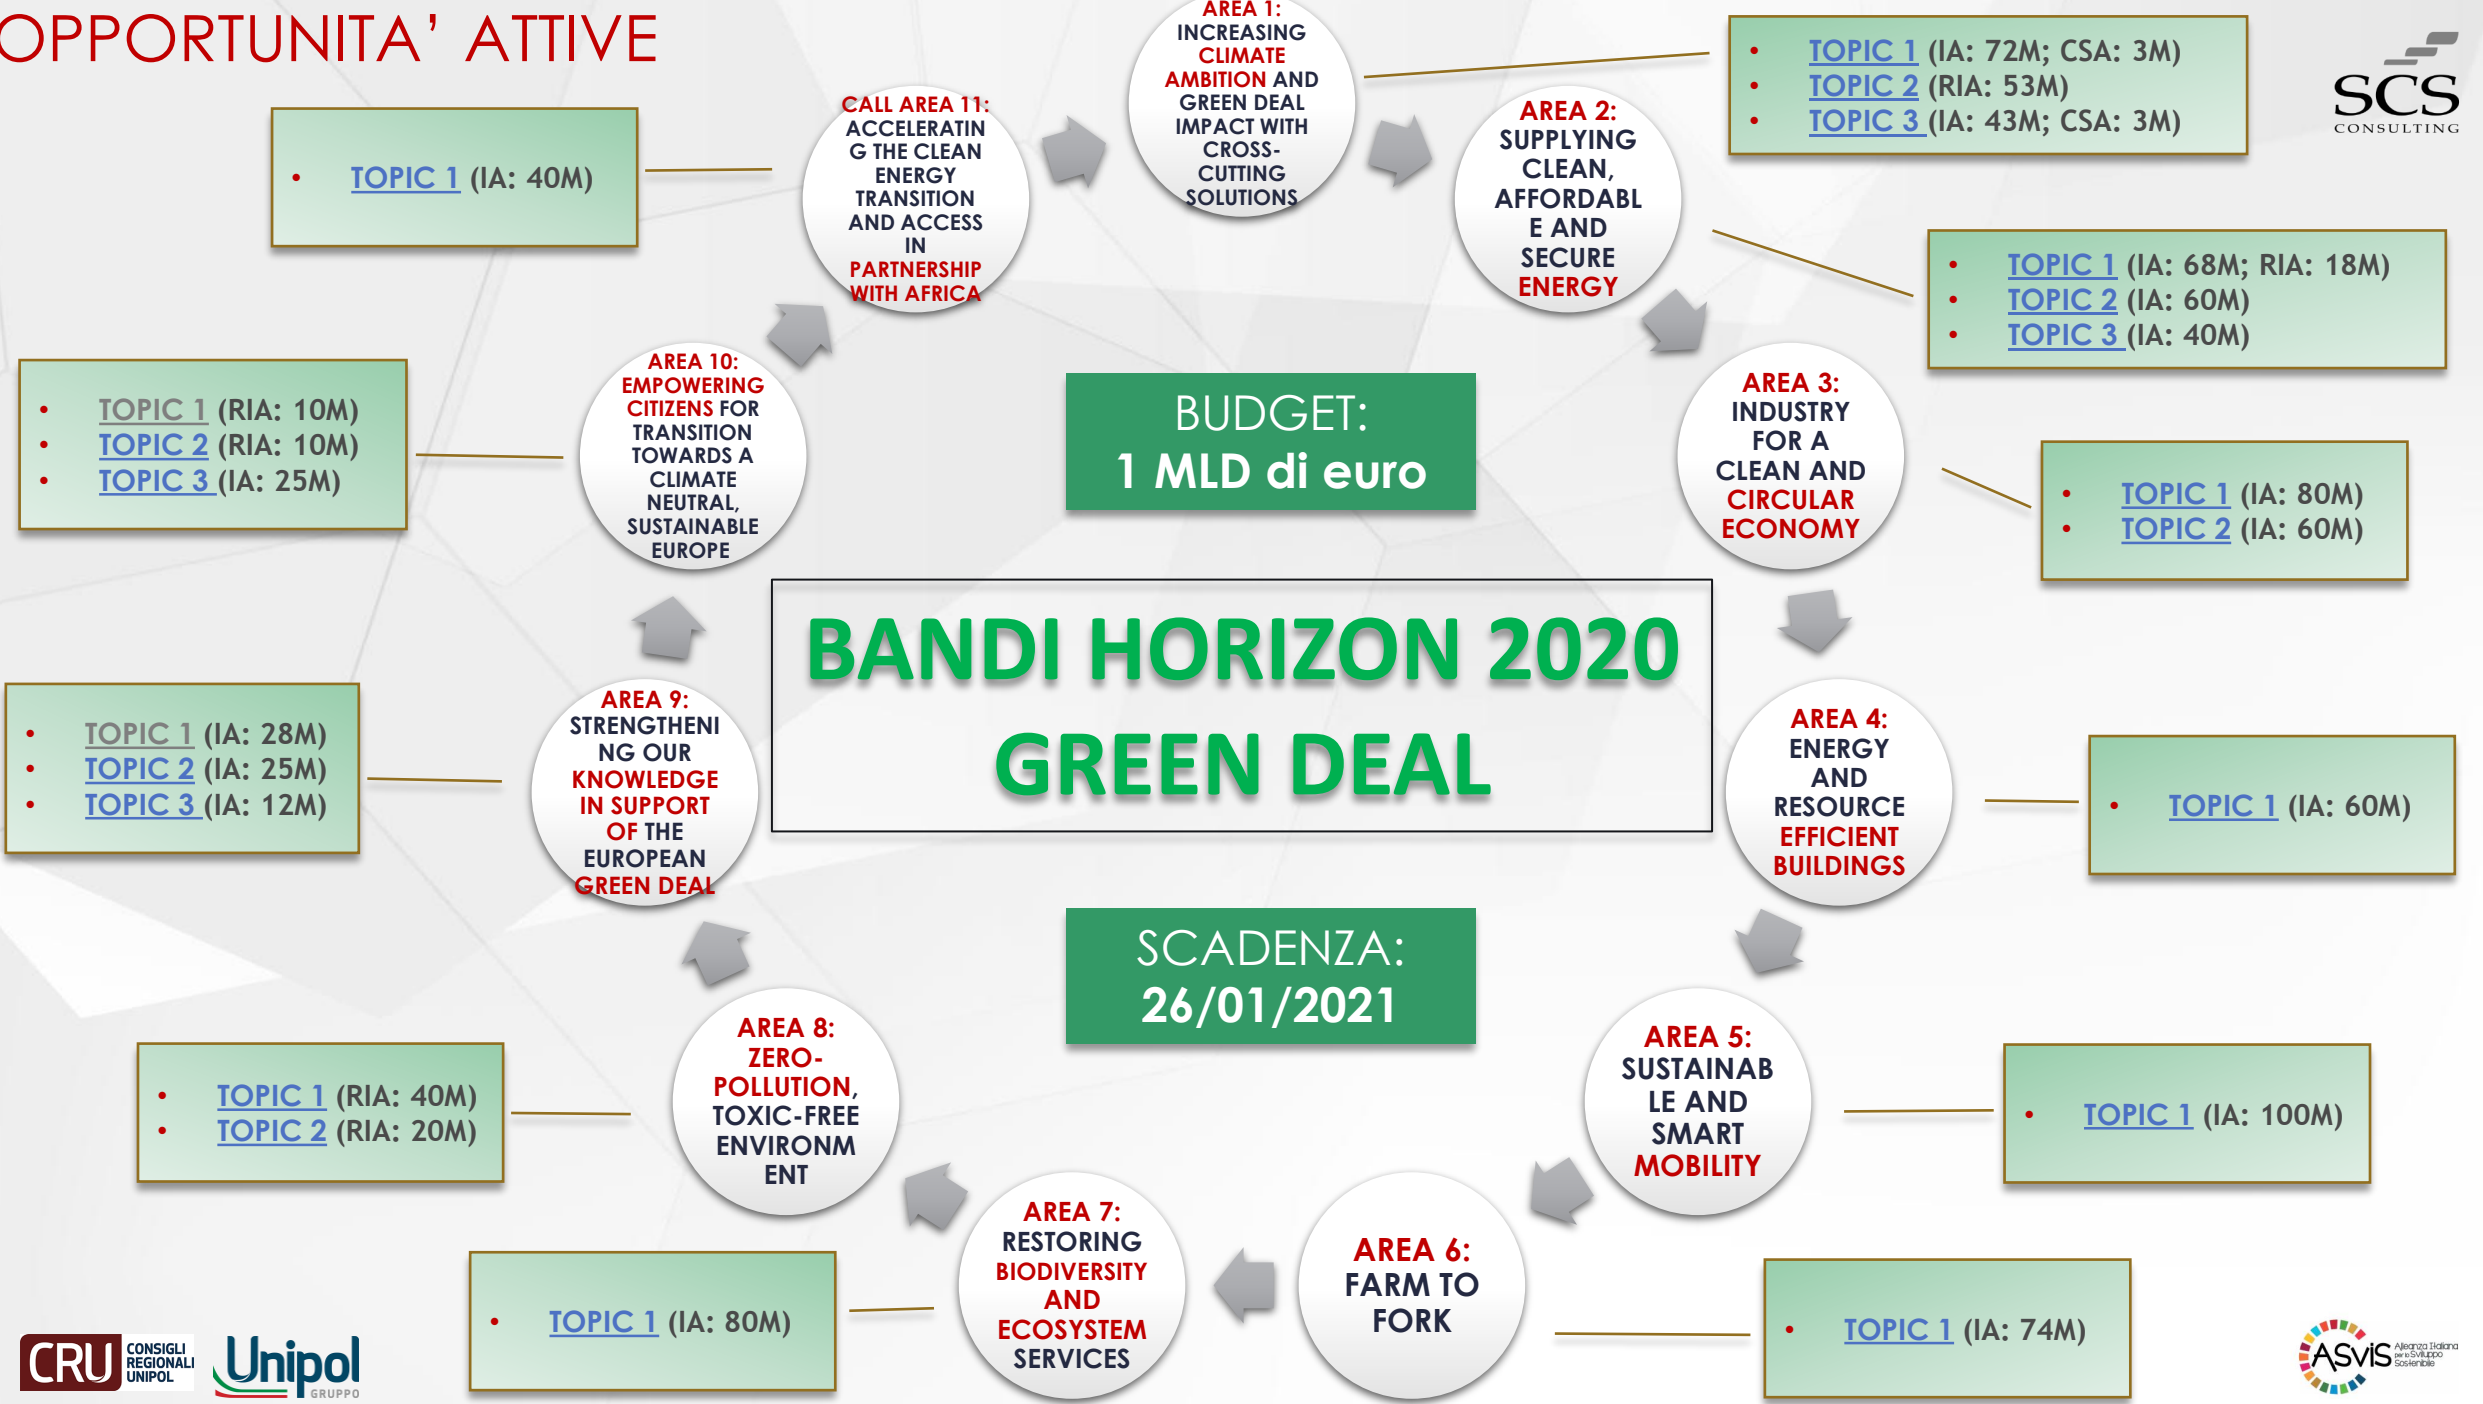 OPPORTUNITA' ATTIVE
AREA 1:
INCREASING
CLIMATE
AMBITION AND
GREEN DEAL
IMPACT WITH
CROSS-
CUTTING
SOLUTIONS
• TOPIC 1 (IA: 72M; CSA: 3M)
• TOPIC 2 (RIA: 53M)
• TOPIC 3 (IA: 43M; CSA: 3M)
SCS
CONSULTING
AREA 2:
SUPPLYING
CLEAN,
AFFORDABL
E AND
SECURE
ENERGY
• TOPIC 1 (IA: 68M; RIA: 18M)
• TOPIC 2 (IA: 60M)
• TOPIC 3 (IA: 40M)
AREA 3:
INDUSTRY
FOR A
CLEAN AND
CIRCULAR
ECONOMY
• TOPIC 1 (IA: 80M)
• TOPIC 2 (IA: 60M)
AREA 4:
ENERGY
AND
RESOURCE
EFFICIENT
BUILDINGS
• TOPIC 1 (IA: 60M)
AREA 5:
SUSTAINAB
LE AND
SMART
MOBILITY
• TOPIC 1 (IA: 100M)
AREA 6:
FARM TO
FORK
• TOPIC 1 (IA: 74M)
AREA 7:
RESTORING
BIODIVERSITY
AND
ECOSYSTEM
SERVICES
• TOPIC 1 (IA: 80M)
AREA 8:
ZERO-
POLLUTION,
TOXIC-FREE
ENVIRONM
ENT
• TOPIC 1 (RIA: 40M)
• TOPIC 2 (RIA: 20M)
AREA 9:
STRENGTHENI
NG OUR
KNOWLEDGE
IN SUPPORT
OF THE
EUROPEAN
GREEN DEAL
• TOPIC 1 (IA: 28M)
• TOPIC 2 (IA: 25M)
• TOPIC 3 (IA: 12M)
AREA 10:
EMPOWERING
CITIZENS FOR
TRANSITION
TOWARDS A
CLIMATE
NEUTRAL,
SUSTAINABLE
EUROPE
• TOPIC 1 (RIA: 10M)
• TOPIC 2 (RIA: 10M)
• TOPIC 3 (IA: 25M)
CALL AREA 11:
ACCELERATIN
G THE CLEAN
ENERGY
TRANSITION
AND ACCESS
IN
PARTNERSHIP
WITH AFRICA
• TOPIC 1 (IA: 40M)
BUDGET:
1 MLD di euro
BANDI HORIZON 2020
GREEN DEAL
SCADENZA:
26/01/2021
CRU
CONSIGLI
REGIONALI
UNIPOL
Unipol
GRUPPO
ASviS
Alleanza Italiana
per lo Sviluppo
Sostenibile